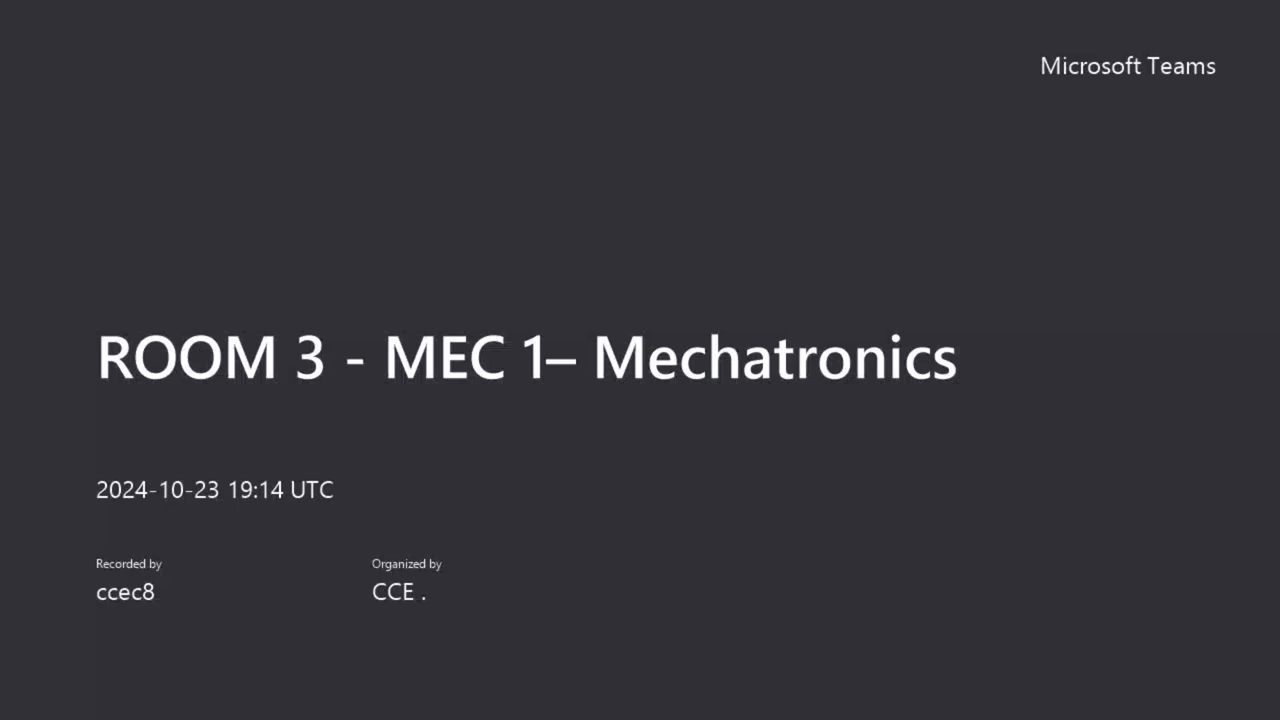 Microsoft Teams
ROOM 3 - MEC 1– Mechatronics
2024-10-23 19:14 UTC
Recorded by
ccec8
Organized by
CCE .